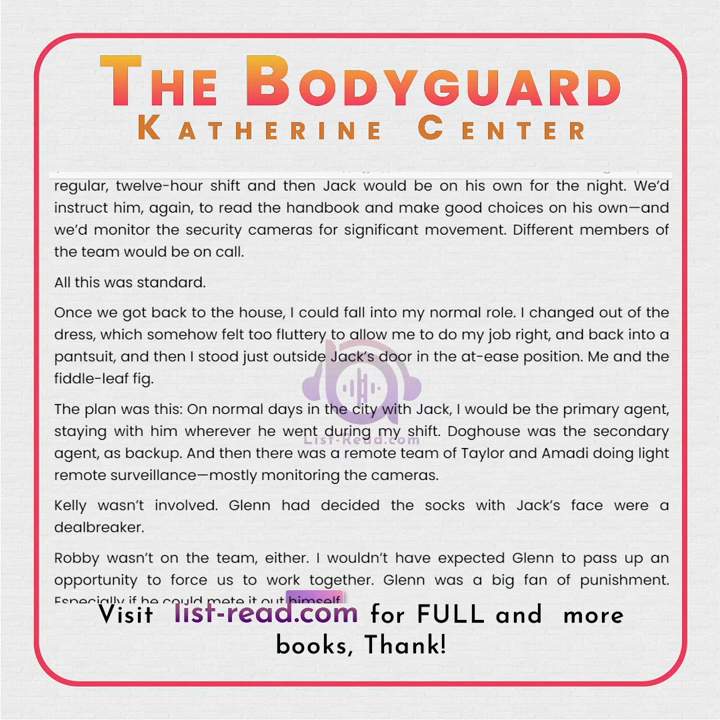 THE BODYGUARD
KATHERINE CENTER
regular, twelve-hour shift and then Jack would be on his own for the night. We’d
instruct him, again, to read the handbook and make good choices on his own—and
we’d monitor the security cameras for significant movement. Different members of
the team would be on call.
All this was standard.
Once we got back to the house, I could fall into my normal role. I changed out of the
dress, which somehow felt too fluttery to allow me to do my job right, and back into a
pantsuit, and then I stood just outside Jack’s door in the at-ease position. Me and the
fiddle-leaf fig.
The plan was this: On normal days in the city with Jack, I would be the primary agent,
staying with him wherever he went during my shift. Doghouse was the secondary
List-Read.com
agent, as backup. And then there was a remote team of Taylor and Amadi doing light
remote surveillance—mostly monitoring the cameras.
Kelly wasn’t involved. Glenn had decided the socks with Jack’s face were a
dealbreaker.
Robby wasn’t on the team, either. I wouldn’t have expected Glenn to pass up an
opportunity to force us to work together. Glenn was a big fan of punishment.
Especially if he could mete it out himself.
Visit list-read.com for FULL and more
books, Thank!